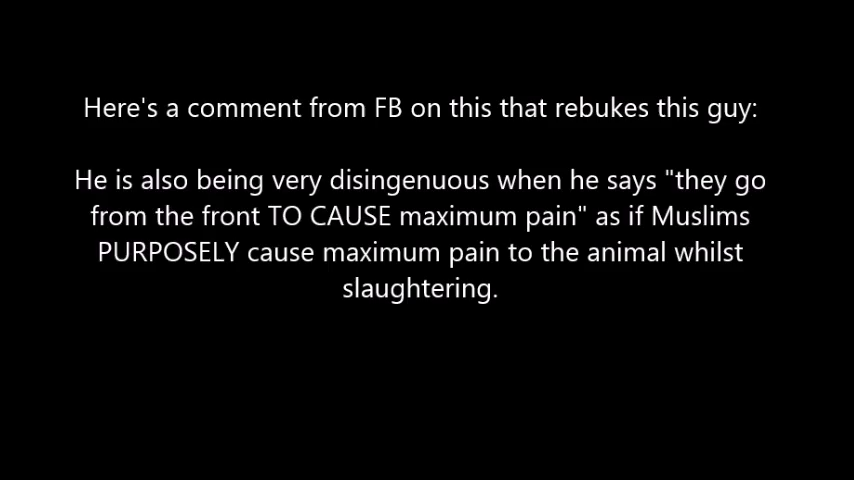 Here's a comment from FB on this that rebukes this guy:
He is also being very disingenuous when he says "they go
from the front TO CAUSE maximum pain" as if Muslims
PURPOSELY cause maximum pain to the animal whilst
slaughtering.